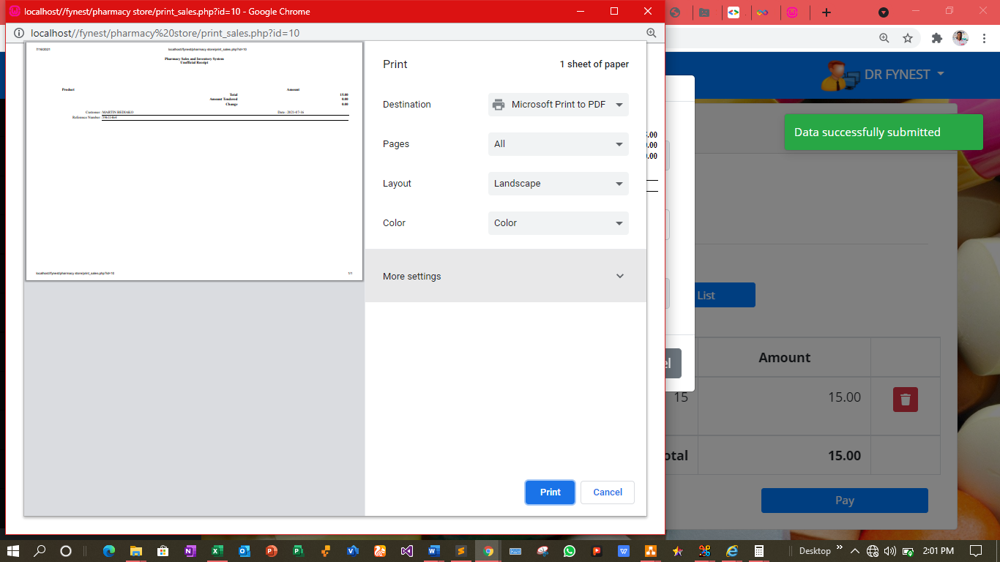 localhost//fynest/pharmacy store/print_sales.php?id=10 - Google Chrome
localhost//fynest/pharmacy%20store/print_sales.php?id=10
7/16/2021
localhost//fynest/pharmacy store/print_sales.php?id=10
Pharmacy Sales and Inventory System
Unofficial Receipt
Product Amount
Total 15.00
Amount Tendered 0.00
Change 0.00
Customer: MARTIN BEDIAKO Date: 2021-07-16
Reference Number:
localhost//fynest/pharmacy store/print_sales.php?id=10
1/1
Print
1 sheet of paper
Destination
Microsoft Print to PDF
Pages
All
Layout
Landscape
Color
Color
More settings
Print
Cancel
DR FYNEST
Data successfully submitted
.00
.00
.00
List
el
Amount
15
15.00
otal
15.00
Pay
Desktop
2:01 PM